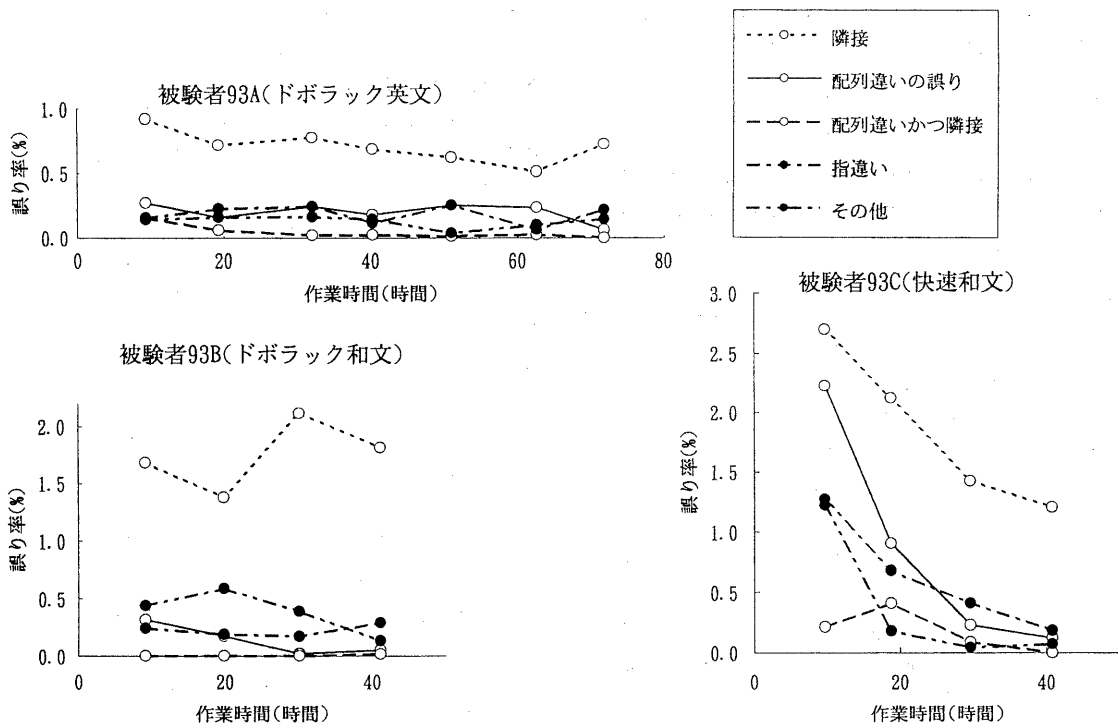 隣接
配列違いの誤り
配列違いかつ隣接
指違い
その他
被験者93A(ドボラック英文)
誤り率(%)
1.0
0.5
0.0
0
20
40
60
80
作業時間(時間)
被験者93B(ドボラック和文)
誤り率(%)
2.0
1.5
1.0
0.5
0.0
0
20
40
作業時間(時間)
被験者93C(快速和文)
誤り率(%)
3.0
2.5
2.0
1.5
1.0
0.5
0.0
0
20
40
作業時間(時間)